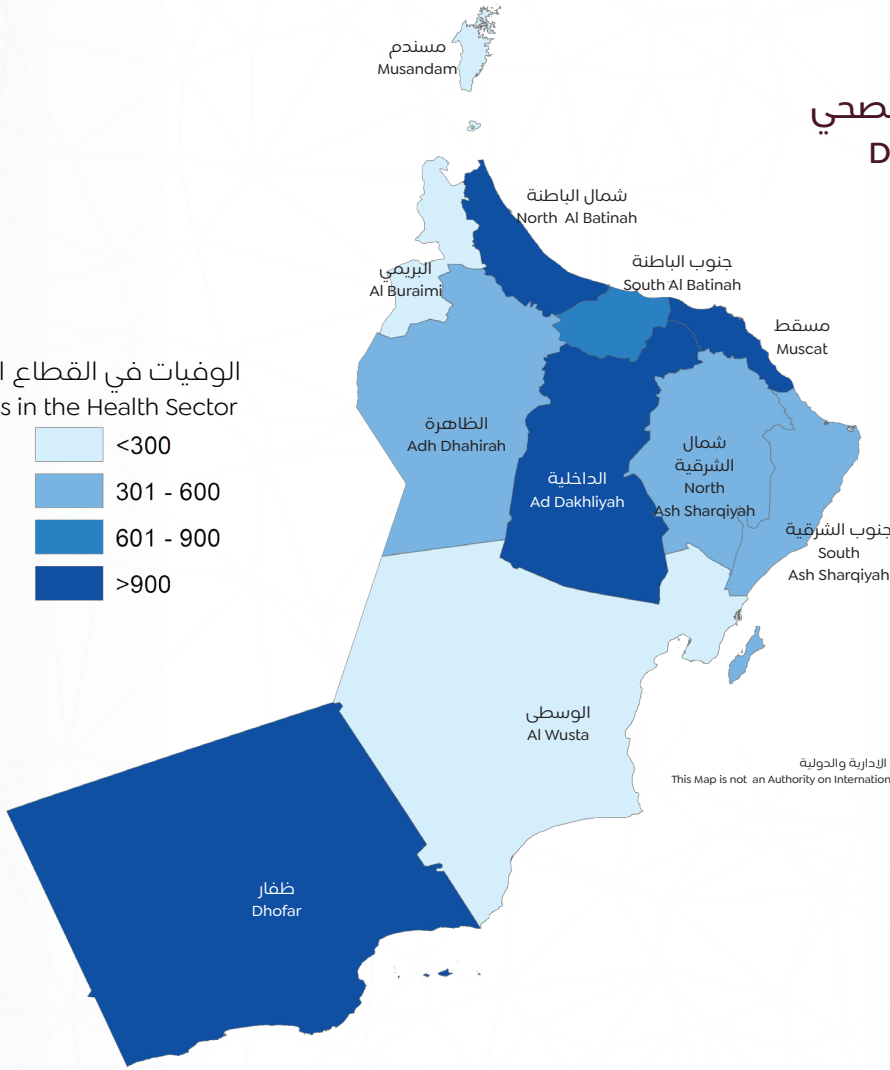 مسندم
Musandam
شمال الباطنة
North Al Batinah
جنوب الباطنة
South Al Batinah
البريمي
Al Buraimi
مسقط
Muscat
الوفيات في القطاع
in the Health Sector
<300
301 - 600
601 - 900
>900
الظاهرة
Adh Dhahirah
الداخلية
Ad Dakhliyah
شمال
الشرقية
North
Ash Sharqiyah
جنوب الشرقية
South
Ash Sharqiyah
الوسطى
Al Wusta
الادارية والدولية
This Map is not an Authority on
ظفار
Dhofar